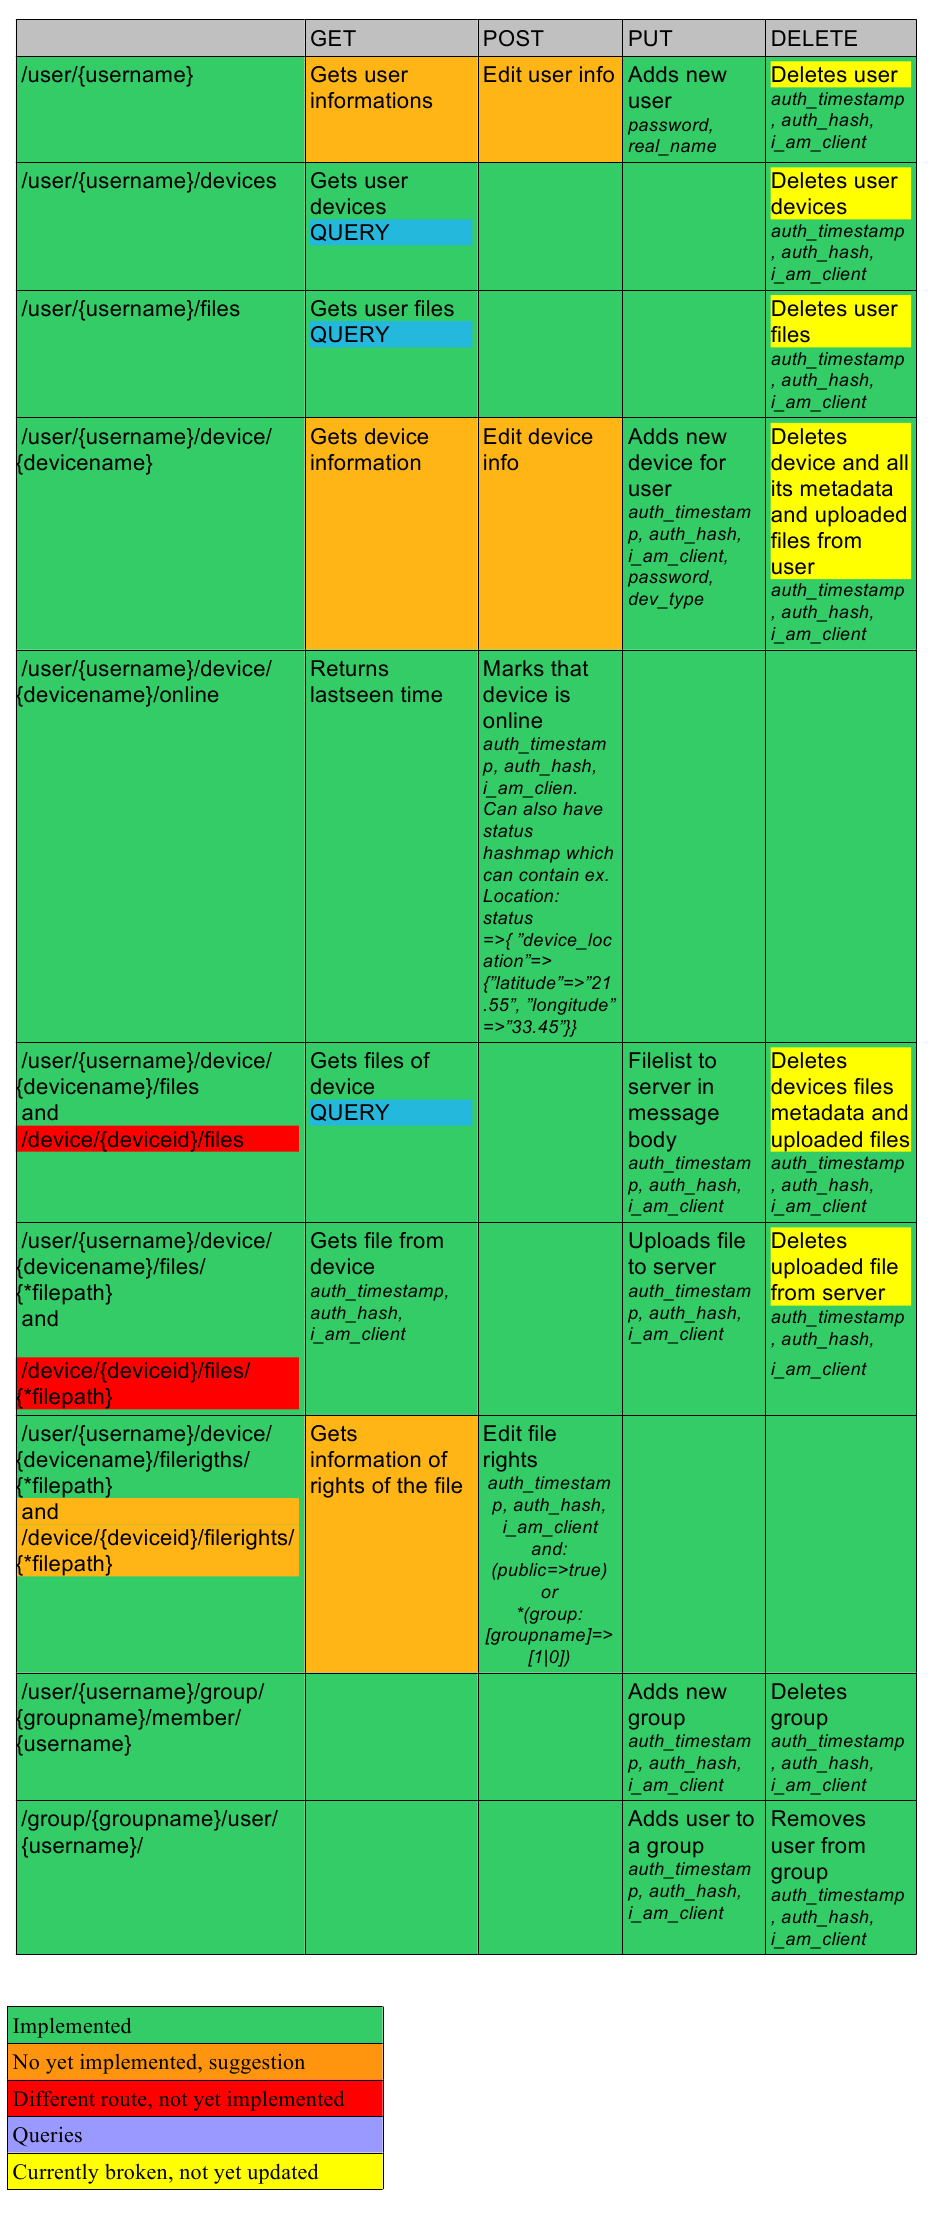 GET POST PUT DELETE
/user/{username}
Gets user
informations
Edit user info
Adds new
user
password,
real_name
Deletes user
auth_timestamp
, auth_hash,
i_am_client
/user/{username}/devices
Gets user
devices
QUERY
Deletes user
devices
auth_timestamp
, auth_hash,
i_am_client
/user/{username}/files
Gets user files
QUERY
Deletes user
files
auth_timestamp
, auth_hash,
i_am_client
/user/{username}/device/
{devicename}
Gets device
information
Edit device
info
Adds new
device for
user
auth_timestam
p, auth_hash,
i_am_client,
password,
dev_type
Deletes
device and all
its metadata
and uploaded
files from
user
auth_timestamp
, auth_hash,
i_am_client
/user/{username}/device/
{devicename}/online
Returns
lastseen time
Marks that
device is
online
auth_timestam
p, auth_hash,
i_am_clien.
Can also have
status
hashmap which
can contain ex.
Location:
status
=>{ ”device_loc
ation”=>
{”latitude”=>”21
.55”, ”longitude”
=>”33.45”}}
/user/{username}/device/
{devicename}/files
and
/device/{deviceid}/files
Gets files of
device
QUERY
Filelist to
server in
message
body
auth_timestam
p, auth_hash,
i_am_client
Deletes
devices files
metadata and
uploaded files
auth_timestamp
, auth_hash,
i_am_client
/user/{username}/device/
{devicename}/files/
{*filepath}
and
/device/{deviceid}/files/
{*filepath}
Gets file from
device
auth_timestamp,
auth_hash,
i_am_client
Uploads file
to server
auth_timestam
p, auth_hash,
i_am_client
Deletes
uploaded file
from server
auth_timestamp
, auth_hash,
i_am_client
/user/{username}/device/
{devicename}/filerigths/
{*filepath}
and
/device/{deviceid}/filerights/
{*filepath}
Gets
information of
rights of the file
Edit file
rights
auth_timestam
p, auth_hash,
i_am_client
and:
(public=>true)
or
*(group:
[groupname]=>
[1|0])
/user/{username}/group/
{groupname}/member/
{username}
Adds new
group
auth_timestam
p, auth_hash,
i_am_client
Deletes
group
auth_timestamp
, auth_hash,
i_am_client
/group/{groupname}/user/
{username}/
Adds user to
a group
auth_timestam
p, auth_hash,
i_am_client
Removes
user from
group
auth_timestamp
, auth_hash,
i_am_client
Implemented
No yet implemented, suggestion
Different route, not yet implemented
Queries
Currently broken, not yet updated